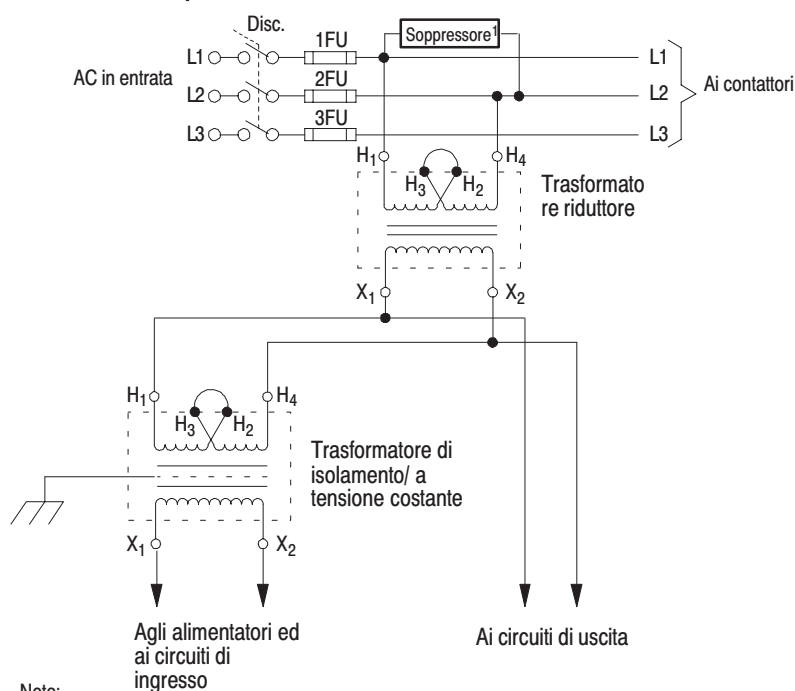 Disc.
1FU
Soppressore1
L1
L1
AC in entrata
2FU
L2
L2
Ai contattori
3FU
L3
L3
H1
H4
H3
H2
Trasformato
re riduttore
X1
X2
H1
H4
H3
H2
Trasformatore di
isolamento/ a
tensione costante
X1
X2
Agli alimentatori ed
ai circuiti di
ingresso
Ai circuiti di uscita
Note: